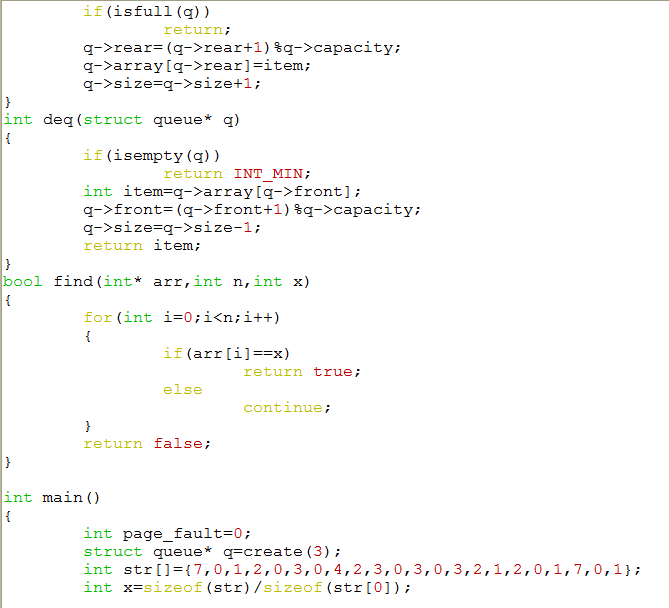 if(isfull(q))
return;
q->rear=(q->rear+1)%q->capacity;
q->array[q->rear]=item;
q->size=q->size+1;
}
int deq(struct queue* q)
{
if(isempty(q))
return INT_MIN;
int item=q->array[q->front];
q->front=(q->front+1)%q->capacity;
q->size=q->size-1;
return item;
}
bool find(int* arr,int n,int x)
{
for(int i=0;i<n;i++)
{
if(arr[i]==x)
return true;
else
continue;
}
return false;
}
int main()
{
int page_fault=0;
struct queue* q=create(3);
int str[]={7,0,1,2,0,3,0,4,2,3,0,3,0,3,2,1,2,0,1,7,0,1};
int x=sizeof(str)/sizeof(str[0]);